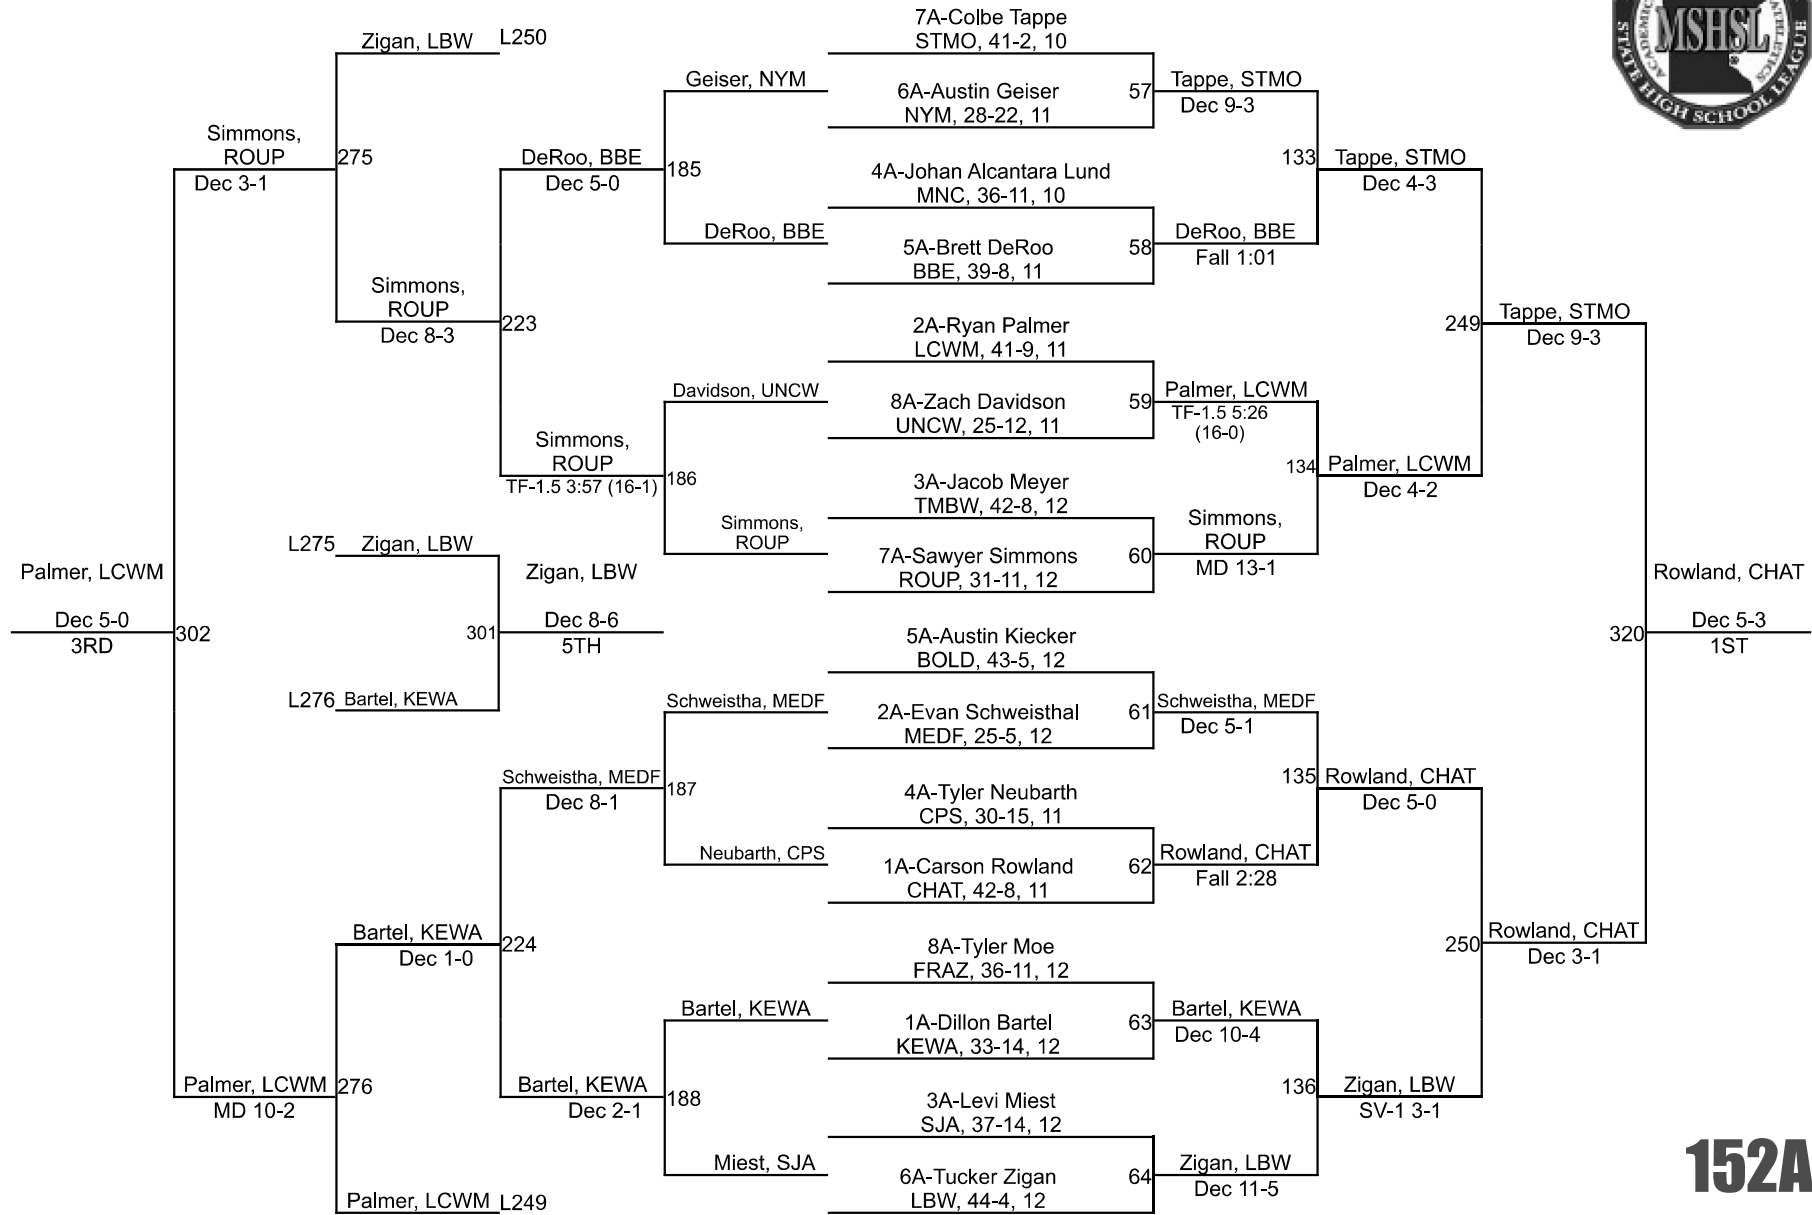 Zigan, LBW L250
Simmons,
ROUP
Dec 3-1
275
Simmons,
ROUP
Dec 8-3
223
DeRoo, BBE
Dec 5-0
185
Geiser, NYM
DeRoo, BBE
Simmons,
ROUP
TF-1.5 3:57 (16-1)
186
Davidson, UNCW
Simmons,
ROUP
L275 Zigan, LBW
L276 Bartel, KEWA
301
Zigan, LBW
Dec 8-6
5TH
Palmer, LCWM
Dec 5-0
3RD
302
Schweistha, MEDF
Dec 8-1
187
Schweistha, MEDF
Neubarth, CPS
Bartel, KEWA
Dec 1-0
224
Bartel, KEWA
Dec 2-1
188
Bartel, KEWA
Miest, SJA
Palmer, LCWM
MD 10-2
276
Palmer, LCWM L249
7A-Colbe Tappe
STMO, 41-2, 10
6A-Austin Geiser
NYM, 28-22, 11
57
4A-Johan Alcantara Lund
MNC, 36-11, 10
5A-Brett DeRoo
BBE, 39-8, 11
58
2A-Ryan Palmer
LCWM, 41-9, 11
8A-Zach Davidson
UNCW, 25-12, 11
59
3A-Jacob Meyer
TMBW, 42-8, 12
7A-Sawyer Simmons
ROUP, 31-11, 12
60
5A-Austin Kiecker
BOLD, 43-5, 12
2A-Evan Schweisthal
MEDF, 25-5, 12
61
4A-Tyler Neubarth
CPS, 30-15, 11
1A-Carson Rowland
CHAT, 42-8, 11
62
8A-Tyler Moe
FRAZ, 36-11, 12
1A-Dillon Bartel
KEWA, 33-14, 12
63
3A-Levi Miest
SJA, 37-14, 12
6A-Tucker Zigan
LBW, 44-4, 12
64
Tappe, STMO
Dec 9-3
DeRoo, BBE
Fall 1:01
133
Tappe, STMO
Dec 4-3
Palmer, LCWM
TF-1.5 5:26
(16-0)
Simmons,
ROUP
MD 13-1
134
Palmer, LCWM
Dec 4-2
249
Tappe, STMO
Dec 9-3
Schweistha, MEDF
Dec 5-1
Rowland, CHAT
Fall 2:28
135
Rowland, CHAT
Dec 5-0
Bartel, KEWA
Dec 10-4
Zigan, LBW
Dec 11-5
136
Zigan, LBW
SV-1 3-1
250
Rowland, CHAT
Dec 3-1
320
Rowland, CHAT
Dec 5-3
1ST
MSHSL
STATE HIGH SCHOOL LEAGUE
152A